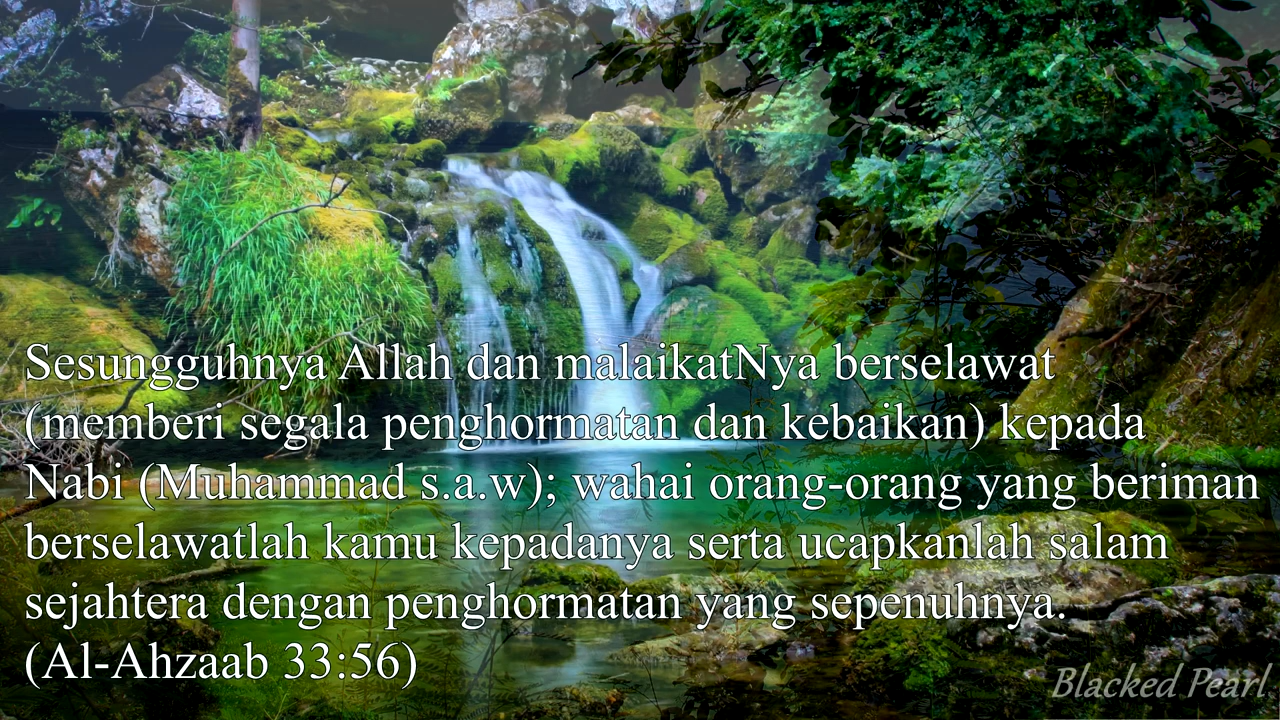 Sesungguhnya Allah dan malaikatNya berselawat
(memberi segala penghormatan dan kebaikan) kepada
Nabi (Muhammad s.a.w); wahai orang-orang yang beriman
berselawatlah kamu kepadanya serta ucapkanlah salam
sejahtera dengan penghormatan yang sepenuhnya.
(Al-Ahzaab 33:56)
Blacked Pearl